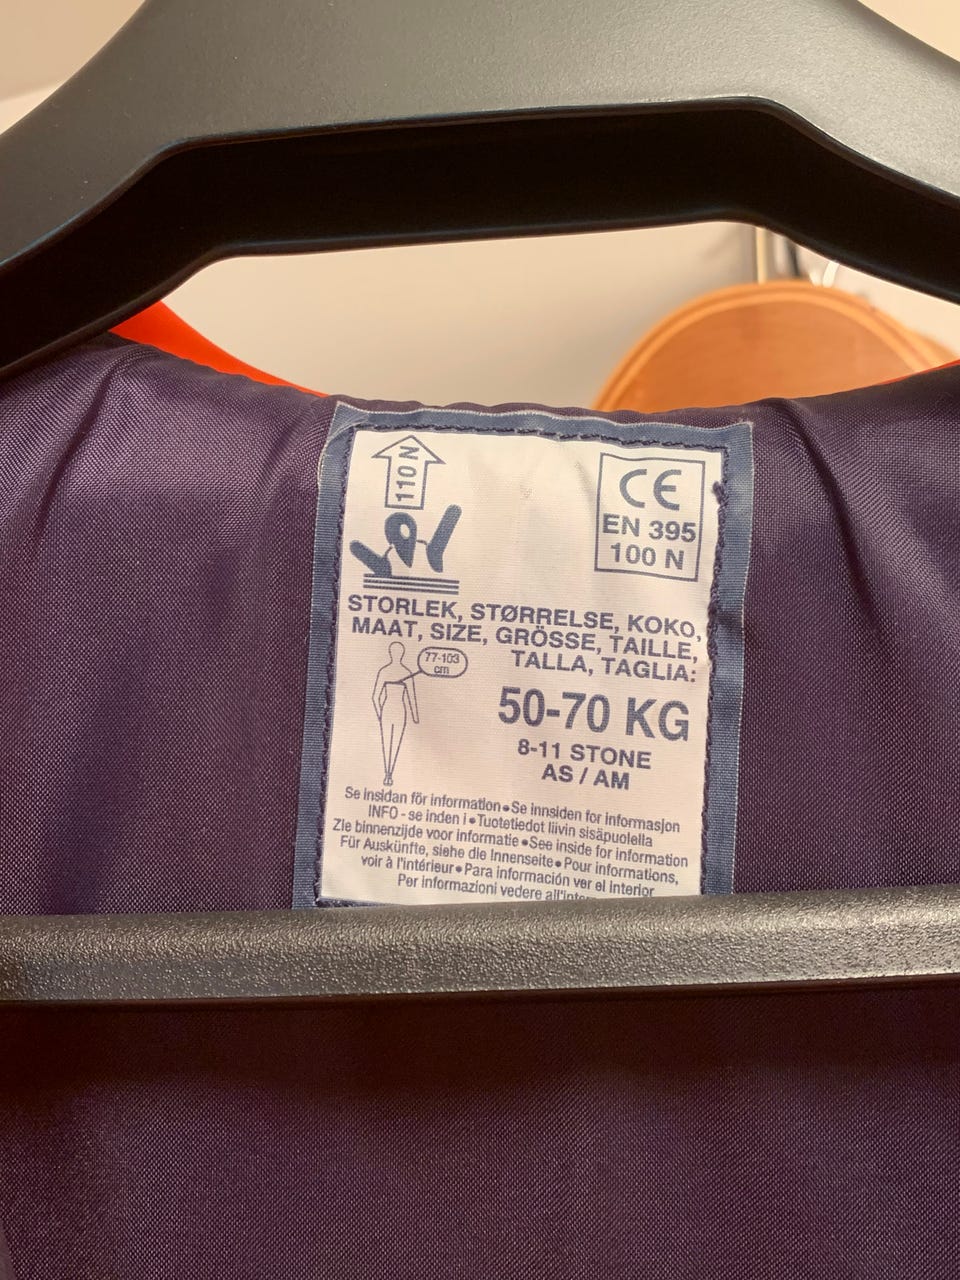 110 N
CE
EN 395
100 N
STORLEK, STØRRELSE, KOKO,
MAAT, SIZE, GRÖSSE, TAILLE,
TALLA, TAGLIA:
77-103
cm
50-70 KG
8-11 STONE
AS / AM
Se insidan för information • Se innsiden for informasjon
INFO - se inden i • Tuotetiedot liivin sisäpuolella
Zie binnenzijde voor informatie • See inside for information
Für Auskünfte, siehe die Innenseite • Pour informations,
voir à l'intérieur • Para información ver el interior
Per informazioni vedere